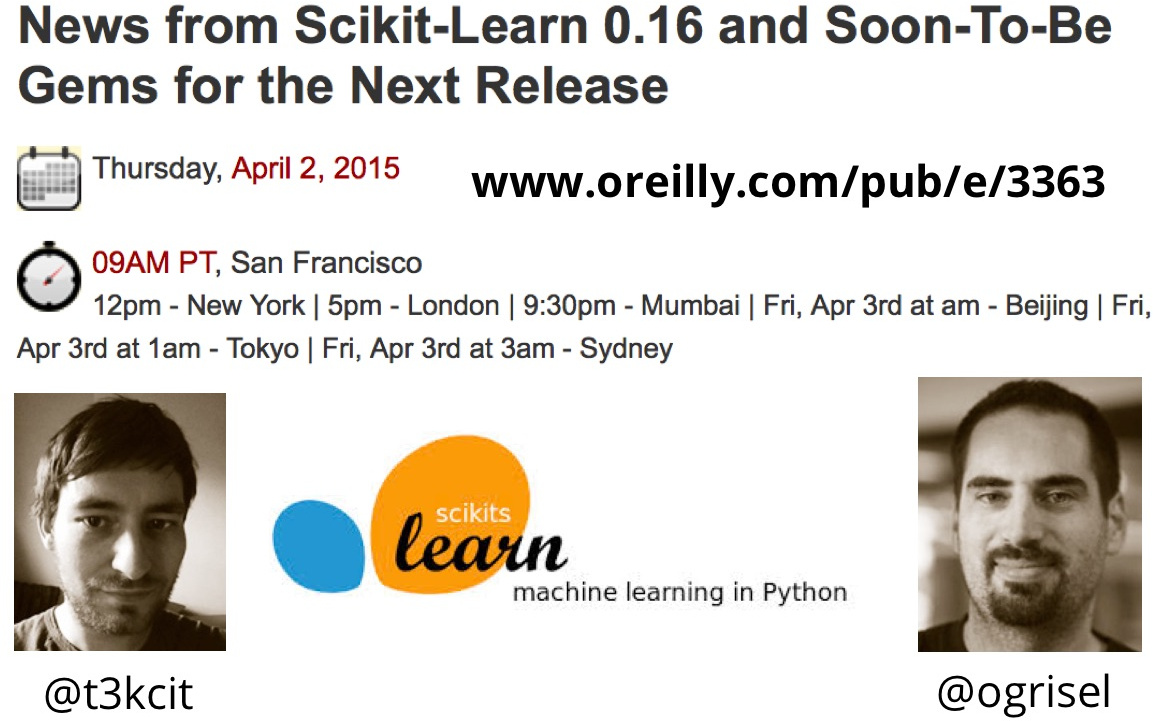 News from Scikit-Learn 0.16 and Soon-To-Be
Gems for the Next Release
Thursday, April 2, 2015
www.oreilly.com/pub/e/3363
09AM PT, San Francisco
12pm - New York | 5pm - London | 9:30pm - Mumbai | Fri, Apr 3rd at am - Beijing | Fri,
Apr 3rd at 1am - Tokyo | Fri, Apr 3rd at 3am - Sydney
scikits
learn
machine learning in Python
@t3kcit
@ogrisel